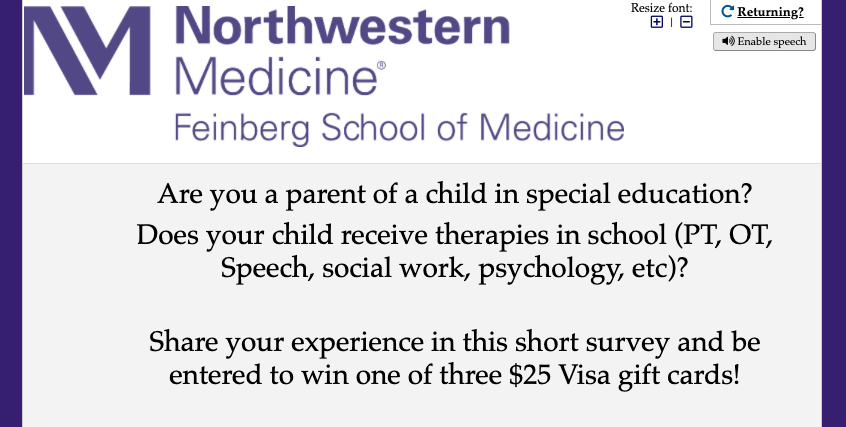 Northwestern
Medicine®
Feinberg School of Medicine
Resize font:
Returning?
Enable speech
Are you a parent of a child in special education?
Does your child receive therapies in school (PT, OT,
Speech, social work, psychology, etc)?
Share your experience in this short survey and be
entered to win one of three $25 Visa gift cards!